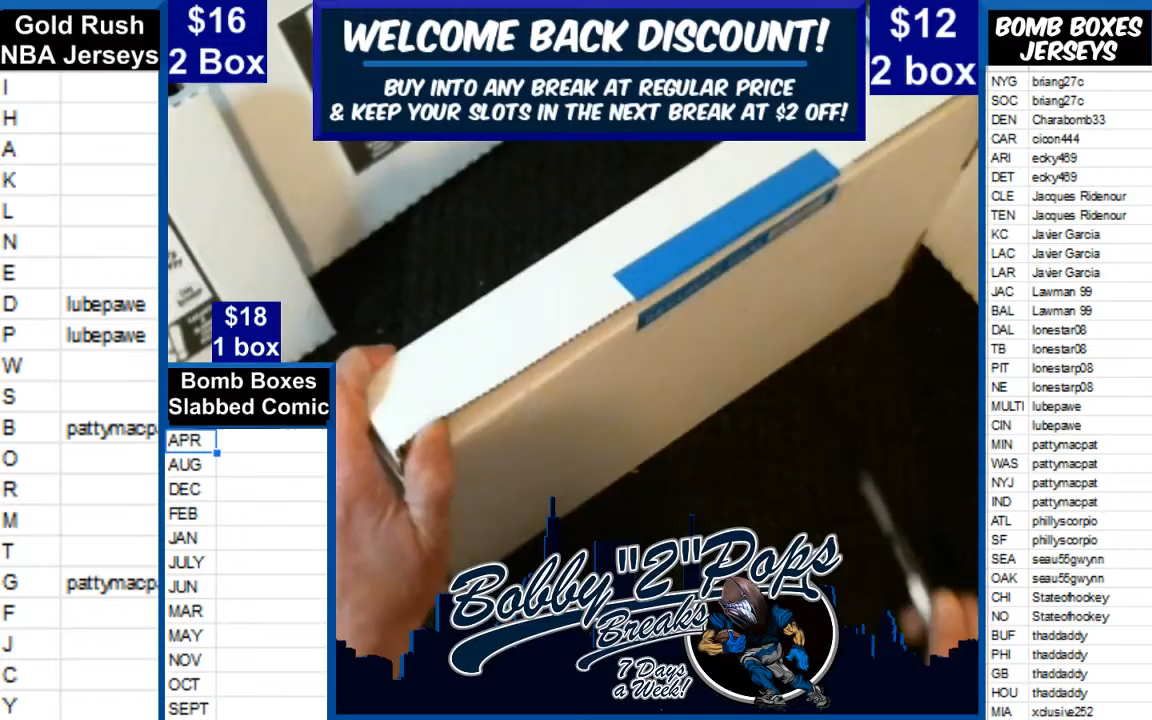 Gold Rush
NBA Jerseys
I
H
A
K
L
N
E
D lubepawe
P lubepawe
W
S
B pattymacp
O
R
M
T
G pattymacp
F
J
C
Y
$16
2 Box
WELCOME BACK DISCOUNT!
BUY INTO ANY BREAK AT REGULAR PRICE
& KEEP YOUR SLOTS IN THE NEXT BREAK AT $2 OFF!
$12
2 box
$18
1 box
Bomb Boxes
Slabbed Comic
APR
AUG
DEC
FEB
JAN
JULY
JUN
MAR
MAY
NOV
OCT
SEPT
Bobby "2" Pops
Breaks
7 Days
a Week!
BOMB BOXES
JERSEYS
NYG briang27c
SOC briang27c
DEN Charabomb33
CAR cicon444
ARI ecky469
DET ecky469
CLE Jacques Ridenour
TEN Jacques Ridenour
KC Javier Garcia
LAC Javier Garcia
LAR Javier Garcia
JAC Lawman 99
BAL Lawman 99
DAL lonestar08
TB lonestar08
PIT lonestarp08
NE lonestarp08
MULTI lubepawe
CIN lubepawe
MIN pattymacpat
WAS pattymacpat
NYJ pattymacpat
IND pattymacpat
ATL phillyscorpio
SF phillyscorpio
SEA seau55gwynn
OAK seau55gwynn
CHI Stateofhockey
NO Stateofhockey
BUF thaddaddy
PHI thaddaddy
GB thaddaddy
HOU thaddaddy
MIA xclusive252